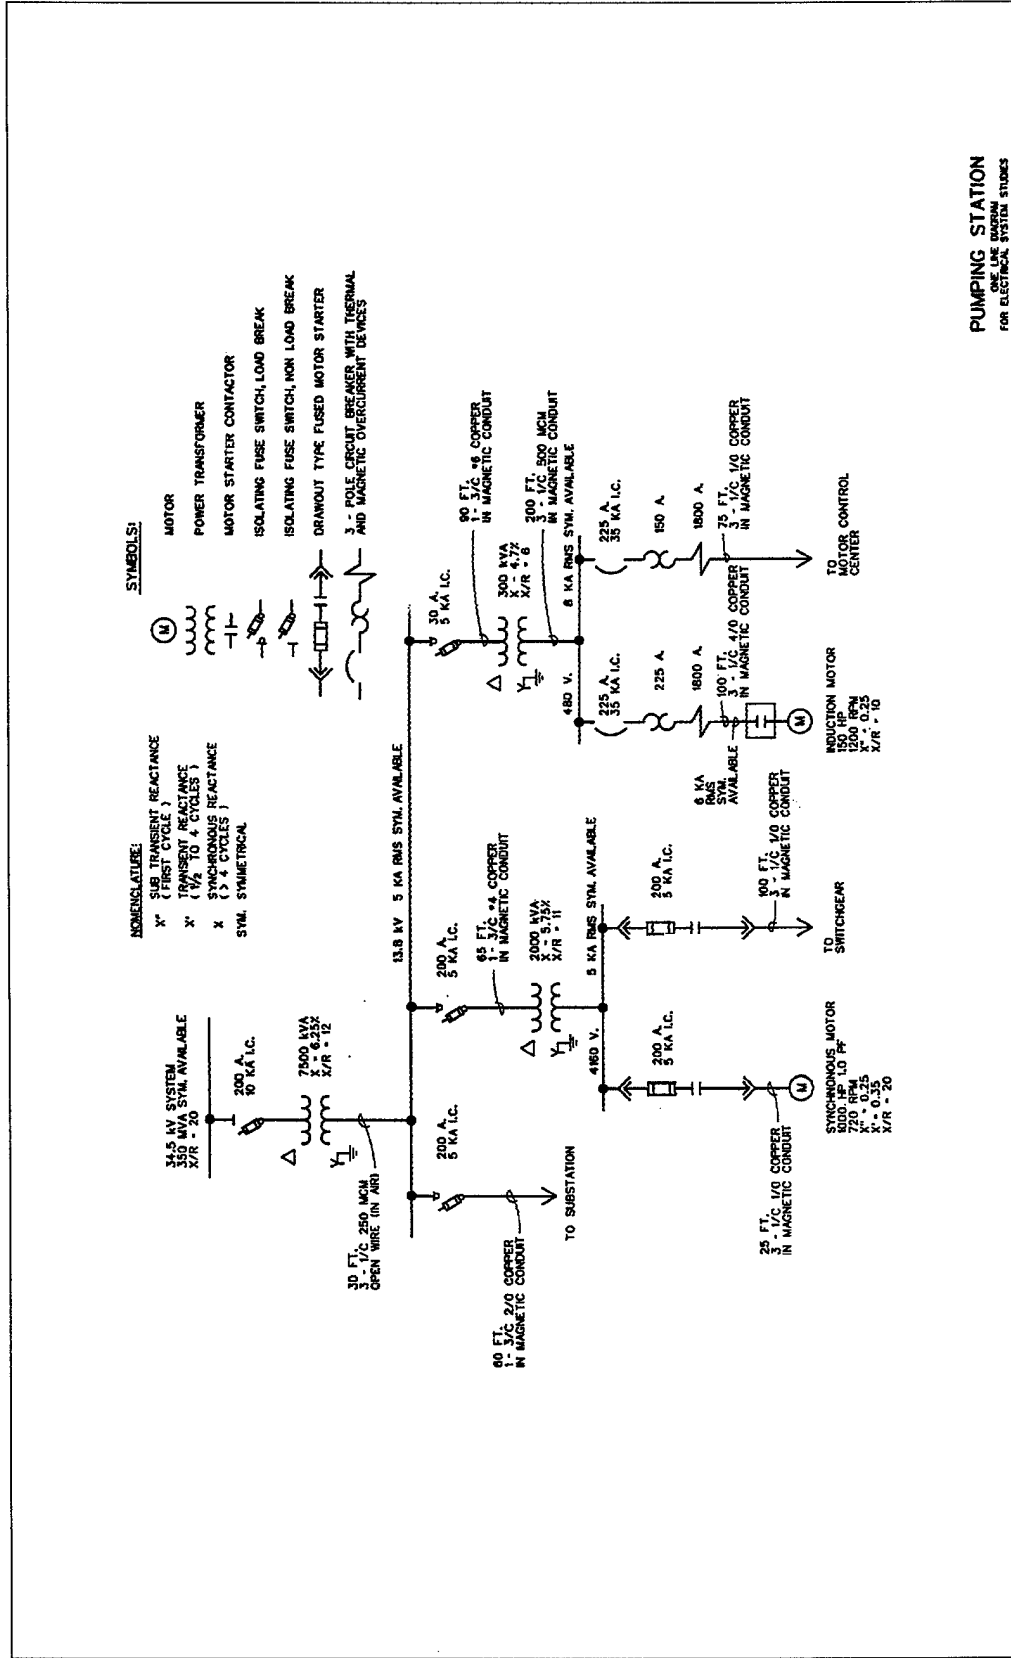 NOMENCLATURE:
X" SUB TRANSIENT REACTANCE
( FIRST CYCLE )
X' TRANSIENT REACTANCE
( 1/2 TO 4 CYCLES )
X SYNCHRONOUS REACTANCE
( > 4 CYCLES )
SYM. SYMMETRICAL
SYMBOLS:
M MOTOR
POWER TRANSFORMER
MOTOR STARTER CONTACTOR
ISOLATING FUSE SWITCH, LOAD BREAK
ISOLATING FUSE SWITCH, NON LOAD BREAK
DRAWOUT TYPE FUSED MOTOR STARTER
3 - POLE CIRCUIT BREAKER WITH THERMAL
AND MAGNETIC OVERCURRENT DEVICES
34.5 kV SYSTEM
350 MVA SYM. AVAILABLE
X/R = 20
200 A.
10 KA I.C.
7500 kVA
X = 6.25%
X/R = 12
Δ
Y
30 FT.
3 - 1/C 250 MCM
OPEN WIRE (IN AIR)
13.8 kV 5 KA RMS SYM. AVAILABLE
200 A.
5 KA I.C.
60 FT.
1 - 3/C 2/0 COPPER
IN MAGNETIC CONDUIT
TO SUBSTATION
200 A.
5 KA I.C.
65 FT.
1 - 3/C #4 COPPER
IN MAGNETIC CONDUIT
2000 kVA
X = 5.75%
X/R = 11
Δ
Y
4160 V. 5 KA RMS SYM. AVAILABLE
200 A.
5 KA I.C.
25 FT.
3 - 1/C 1/0 COPPER
IN MAGNETIC CONDUIT
M
SYNCHRONOUS MOTOR
1000 HP 1.0 PF
720 RPM
X" = 0.25
X' = 0.35
X/R = 20
200 A.
5 KA I.C.
100 FT.
3 - 1/C 1/0 COPPER
IN MAGNETIC CONDUIT
TO
SWITCHGEAR
30 A.
5 KA I.C.
90 FT.
1 - 3/C #6 COPPER
IN MAGNETIC CONDUIT
300 kVA
X = 4.7%
X/R = 6
Δ
Y
200 FT.
3 - 1/C 500 MCM
IN MAGNETIC CONDUIT
480 V. 8 KA RMS SYM. AVAILABLE
225 A.
35 KA I.C.
225 A.
1800 A.
100 FT.
3 - 1/C 4/0 COPPER
IN MAGNETIC CONDUIT
6 KA
RMS
SYM.
AVAILABLE
M
INDUCTION MOTOR
150 HP
1200 RPM
X" = 0.25
X/R = 10
225 A.
35 KA I.C.
150 A.
1800 A.
75 FT.
3 - 1/C 1/0 COPPER
IN MAGNETIC CONDUIT
TO
MOTOR CONTROL
CENTER
PUMPING STATION
ONE LINE DIAGRAM
FOR ELECTRICAL SYSTEM STUDIES